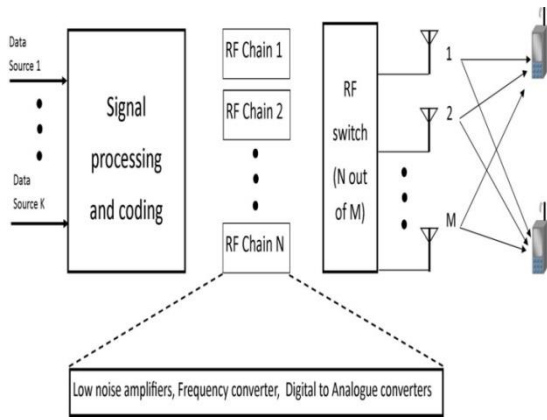 Data
Source 1
Data
Source K
Signal
processing
and coding
RF Chain 1
RF Chain 2
RF Chain N
RF
switch
(N out
of M)
1
2
M
Low noise amplifiers, Frequency converter, Digital to Analogue converters